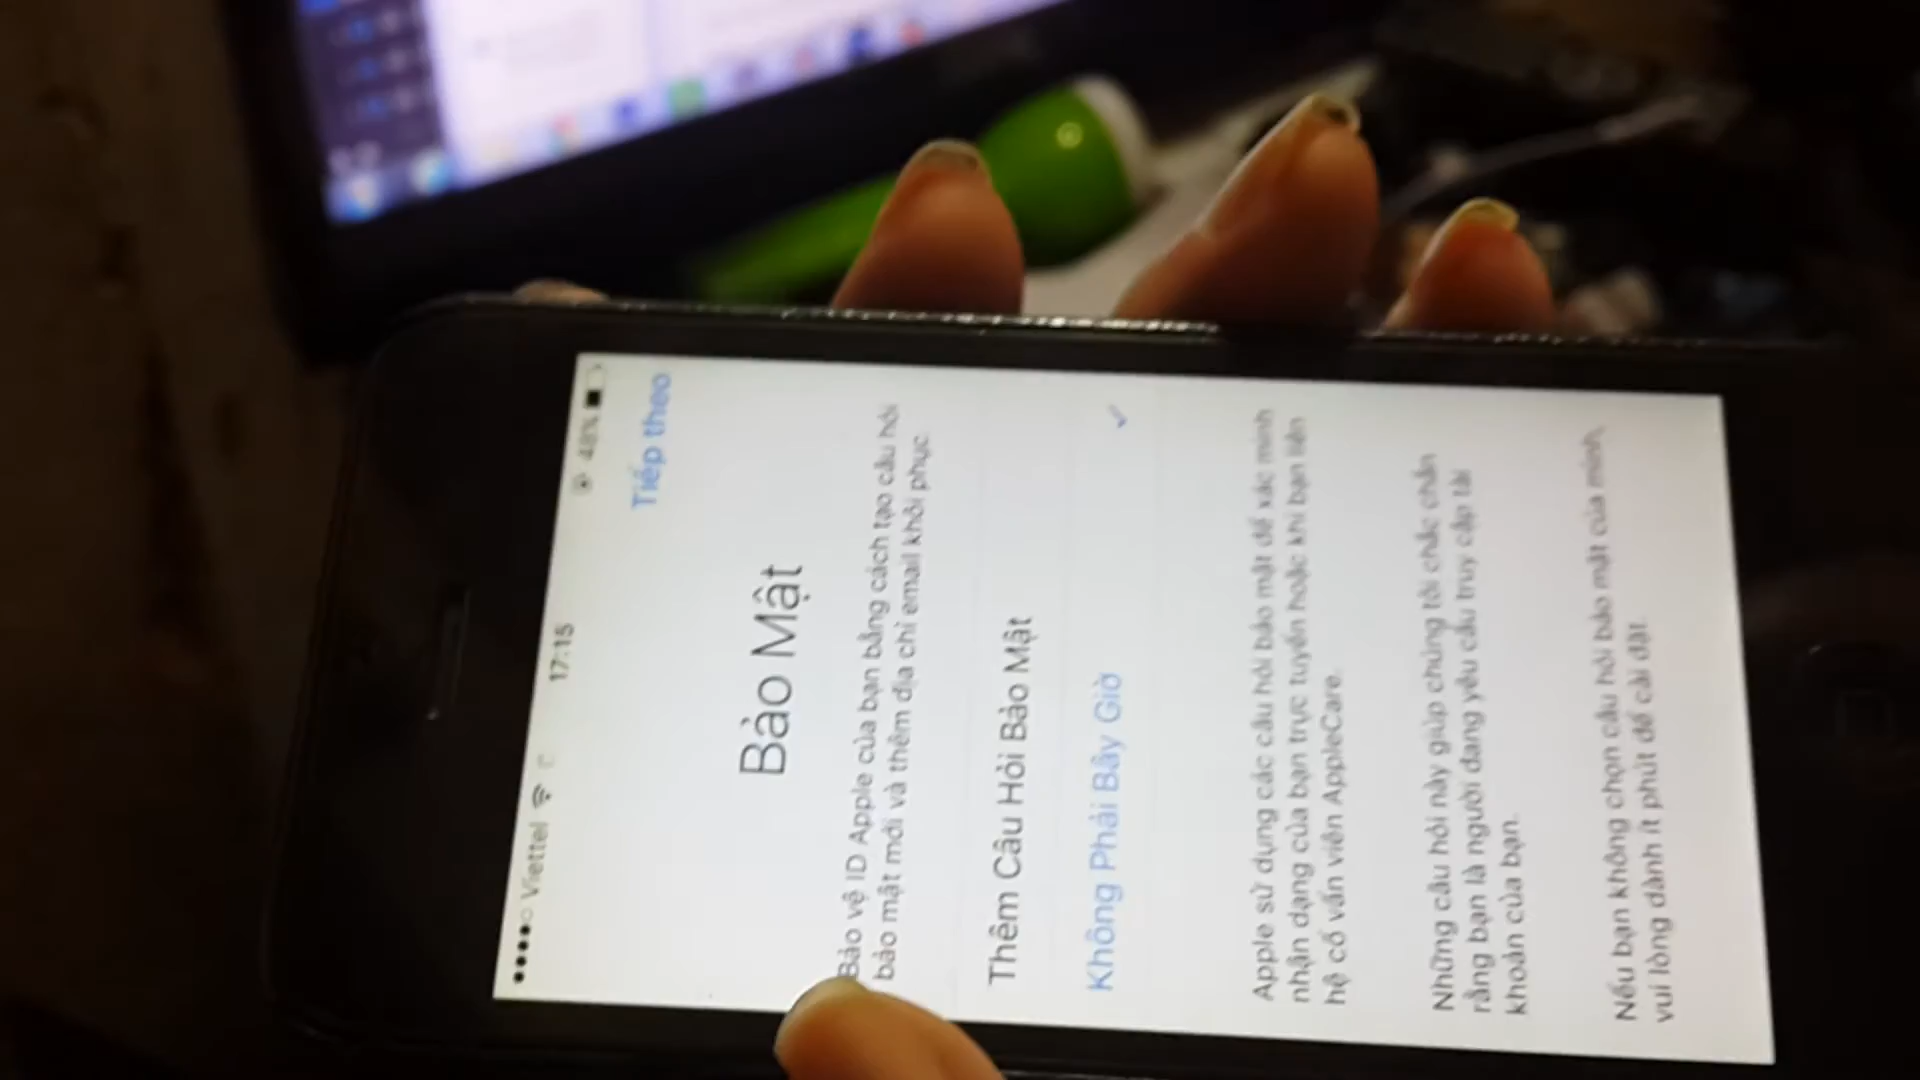 Viettel 17:15 48%
Tiếp theo
Bảo Mật
Bảo vệ ID Apple của bạn bằng cách tạo câu hỏi
bảo mật mới và thêm địa chỉ email khôi phục.
Thêm Câu Hỏi Bảo Mật
Không Phải Bây Giờ
Apple sử dụng các câu hỏi bảo mật để xác minh
nhận dạng của bạn trực tuyến hoặc khi bạn liên
hệ cố vấn viên AppleCare.
Những câu hỏi này giúp chúng tôi chắc chắn
rằng bạn là người đang yêu cầu truy cập tài
khoản của bạn.
Nếu bạn không chọn câu hỏi bảo mật của mình,
vui lòng dành ít phút để cài đặt.